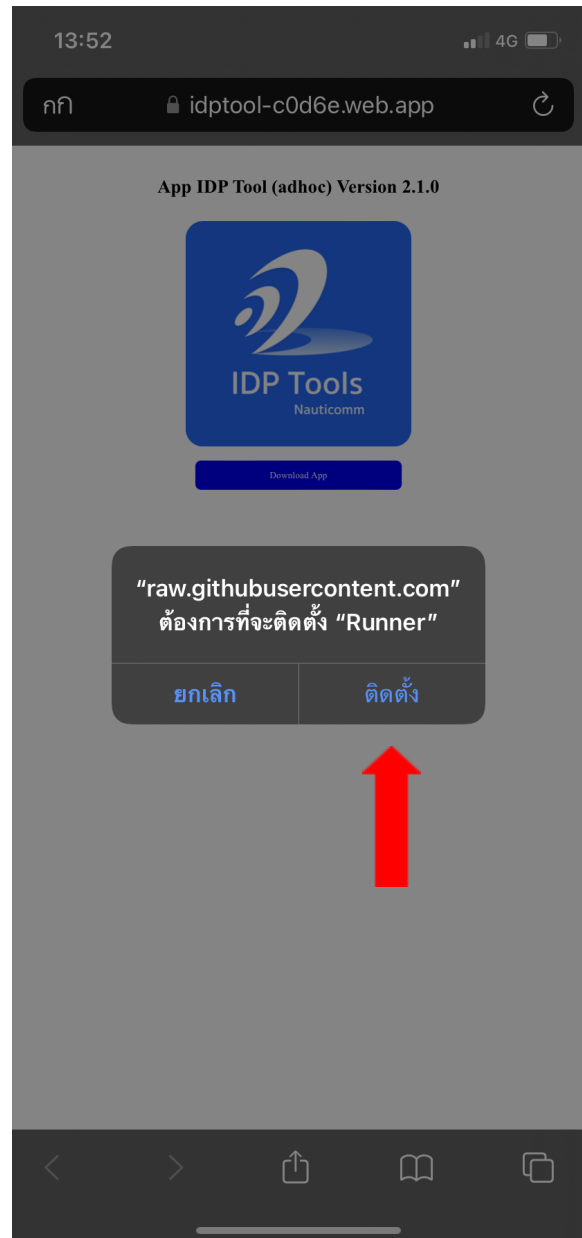 13:52
4G
กกิ
idptool-c0d6e.web.app
App IDP Tool (adhoc) Version 2.1.0
IDP Tools
Nauticomm
Download App
“raw.githubusercontent.com”
ต้องการที่จะติดตั้ง “Runner”
ยกเลิก
ติดตั้ง